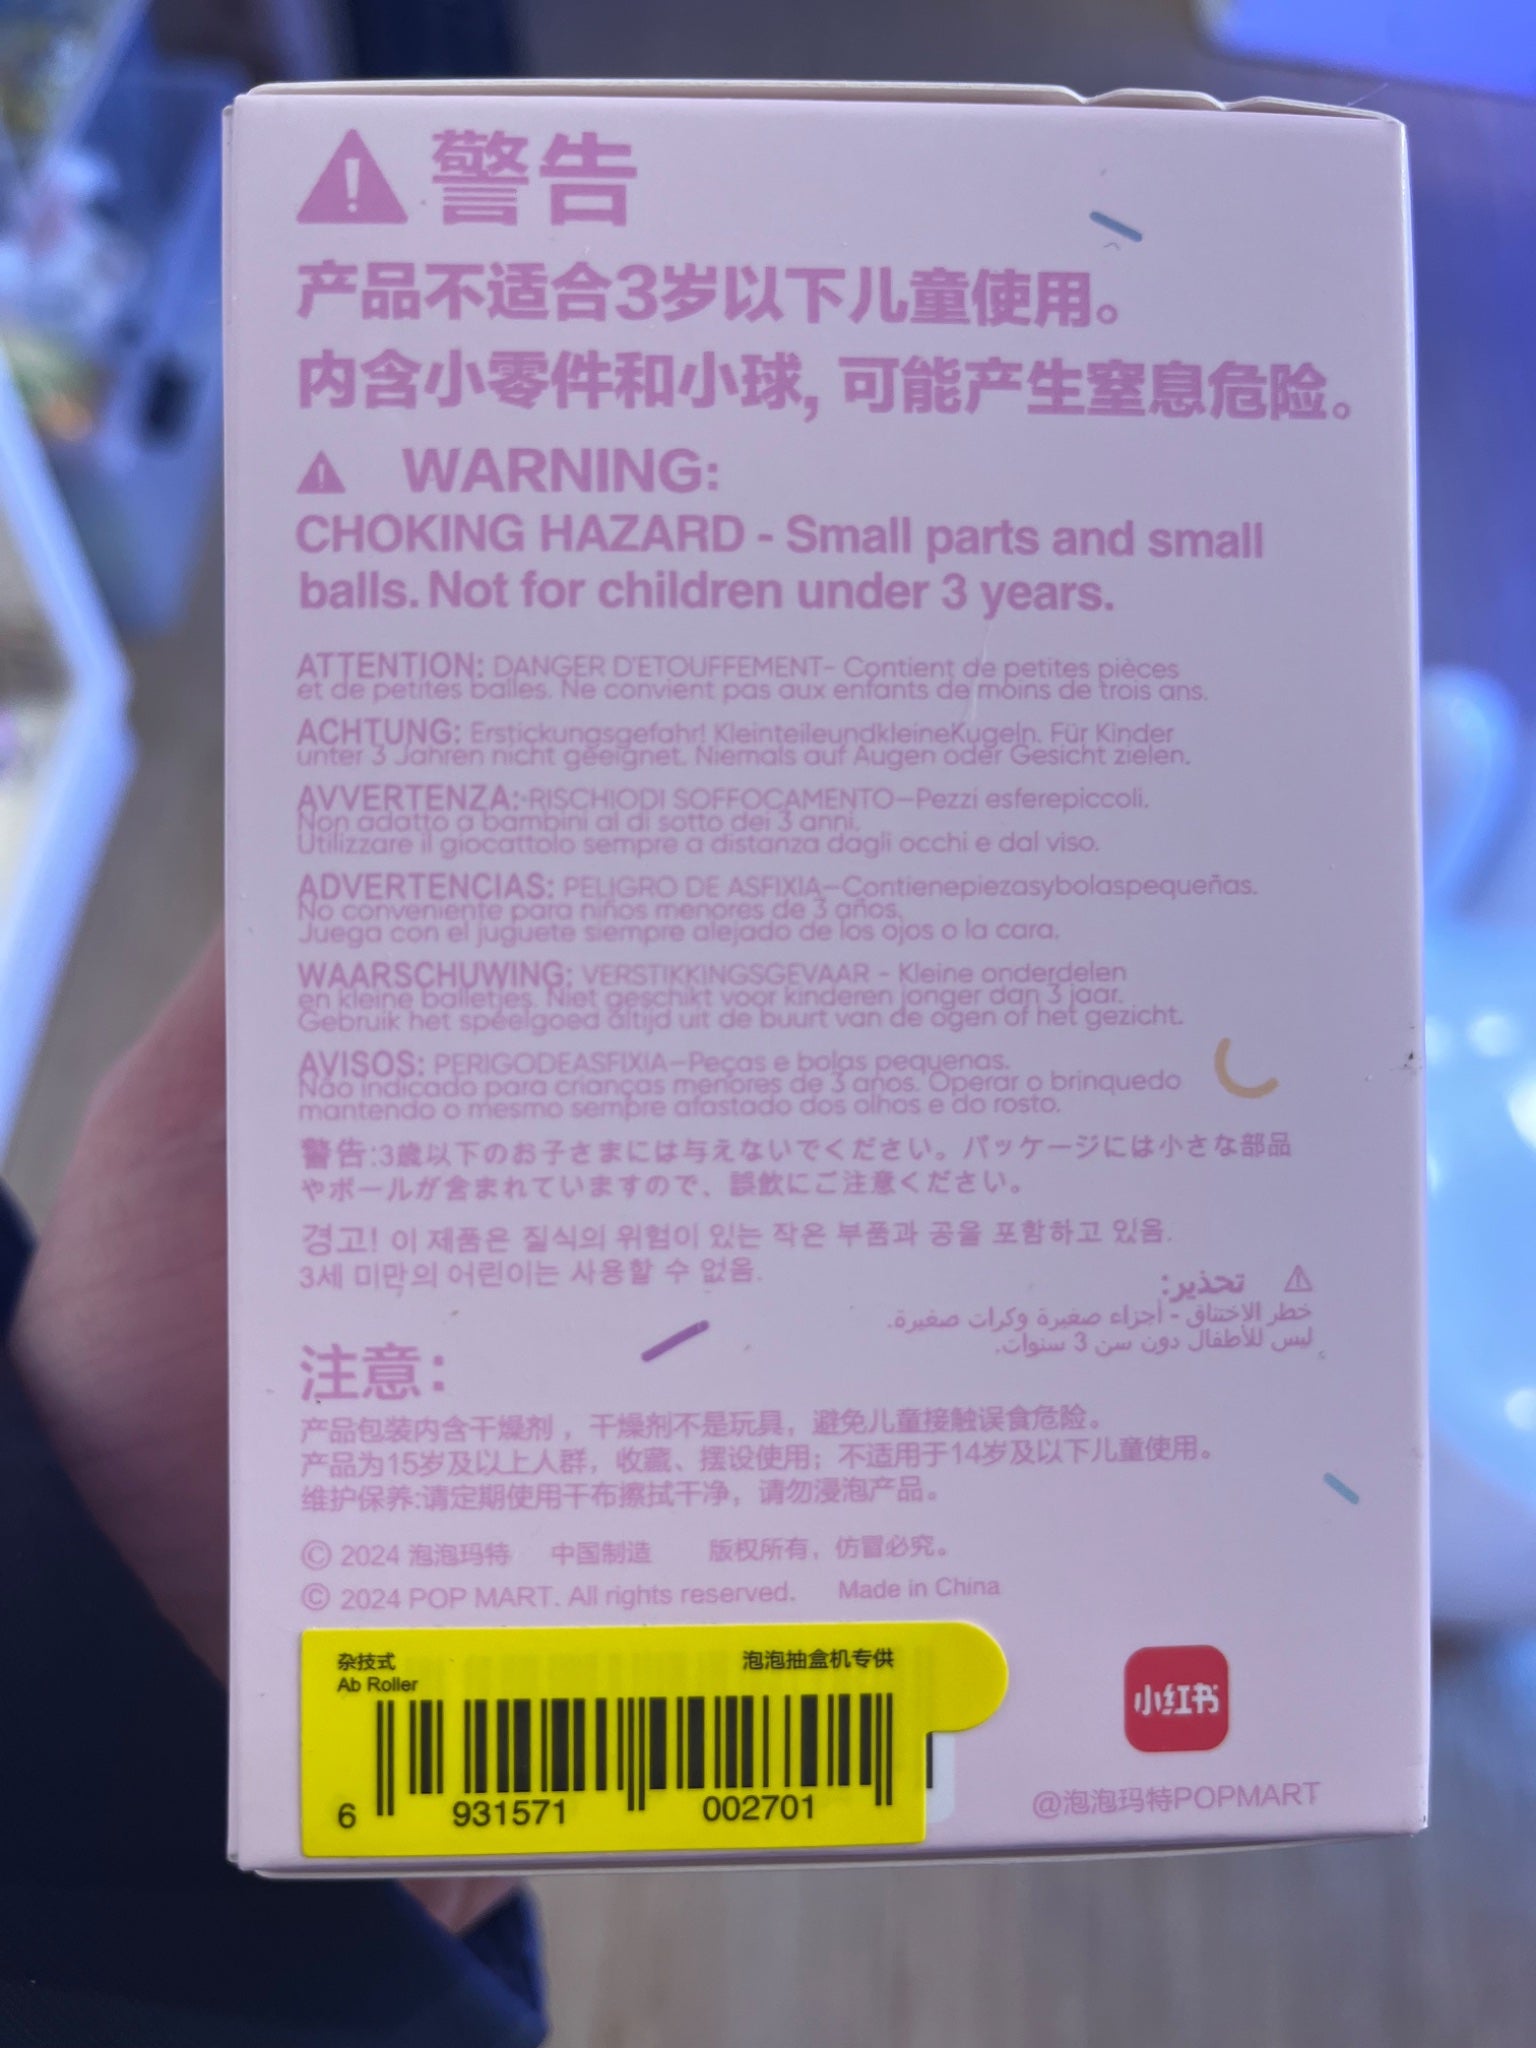 警告
产品不适合3岁以下儿童使用。
内含小零件和小球, 可能产生窒息危险。
WARNING:
CHOKING HAZARD - Small parts and small
balls. Not for children under 3 years.
ATTENTION: DANGER D'ETOUFFEMENT- Contient de petites pièces
et de petites balles. Ne convient pas aux enfants de moins de trois ans.
ACHTUNG: Erstickungsgefahr! KleinteileundkleineKugeln. Für Kinder
unter 3 Jahren nicht geeignet. Niemals auf Augen oder Gesicht zielen.
AVVERTENZA:·RISCHIODI SOFFOCAMENTO—Pezzi esferepiccoli.
Non adatto a bambini al di sotto dei 3 anni.
Utilizzare il giocattolo sempre a distanza dagli occhi e dal viso.
ADVERTENCIAS: PELIGRO DE ASFIXIA—Contienepiezasybolaspequeñas.
No conveniente para niños menores de 3 años.
Juega con el juguete siempre alejado de los ojos o la cara.
WAARSCHUWING: VERSTIKKINGSGEVAAR - Kleine onderdelen
en kleine balletjes. Niet geschikt voor kinderen jonger dan 3 jaar.
Gebruik het speelgoed altijd uit de buurt van de ogen of het gezicht.
AVISOS: PERIGODEASFIXIA—Peças e bolas pequenas.
Não indicado para crianças menores de 3 anos. Operar o brinquedo
mantendo o mesmo sempre afastado dos olhos e do rosto.
警告:3歳以下のお子さまには与えないでください。パッケージには小さな部品
やボールが含まれていますので、誤飲にご注意ください。
경고! 이 제품은 질식의 위험이 있는 작은 부품과 공을 포함하고 있음.
3세 미만의 어린이는 사용할 수 없음.
تحذير:
خطر الاختناق - أجزاء صغيرة وكرات صغيرة.
ليس للأطفال دون سن 3 سنوات.
注意:
产品包装内含干燥剂，干燥剂不是玩具，避免儿童接触误食危险。
产品为15岁及以上人群，收藏、摆设使用；不适用于14岁及以下儿童使用。
维护保养:请定期使用干布擦拭干净，请勿浸泡产品。
© 2024 泡泡玛特 中国制造 版权所有，仿冒必究。
© 2024 POP MART. All rights reserved. Made in China
杂技式 泡泡抽盒机专供
Ab Roller
6 931571 002701
小红书
@泡泡玛特POPMART